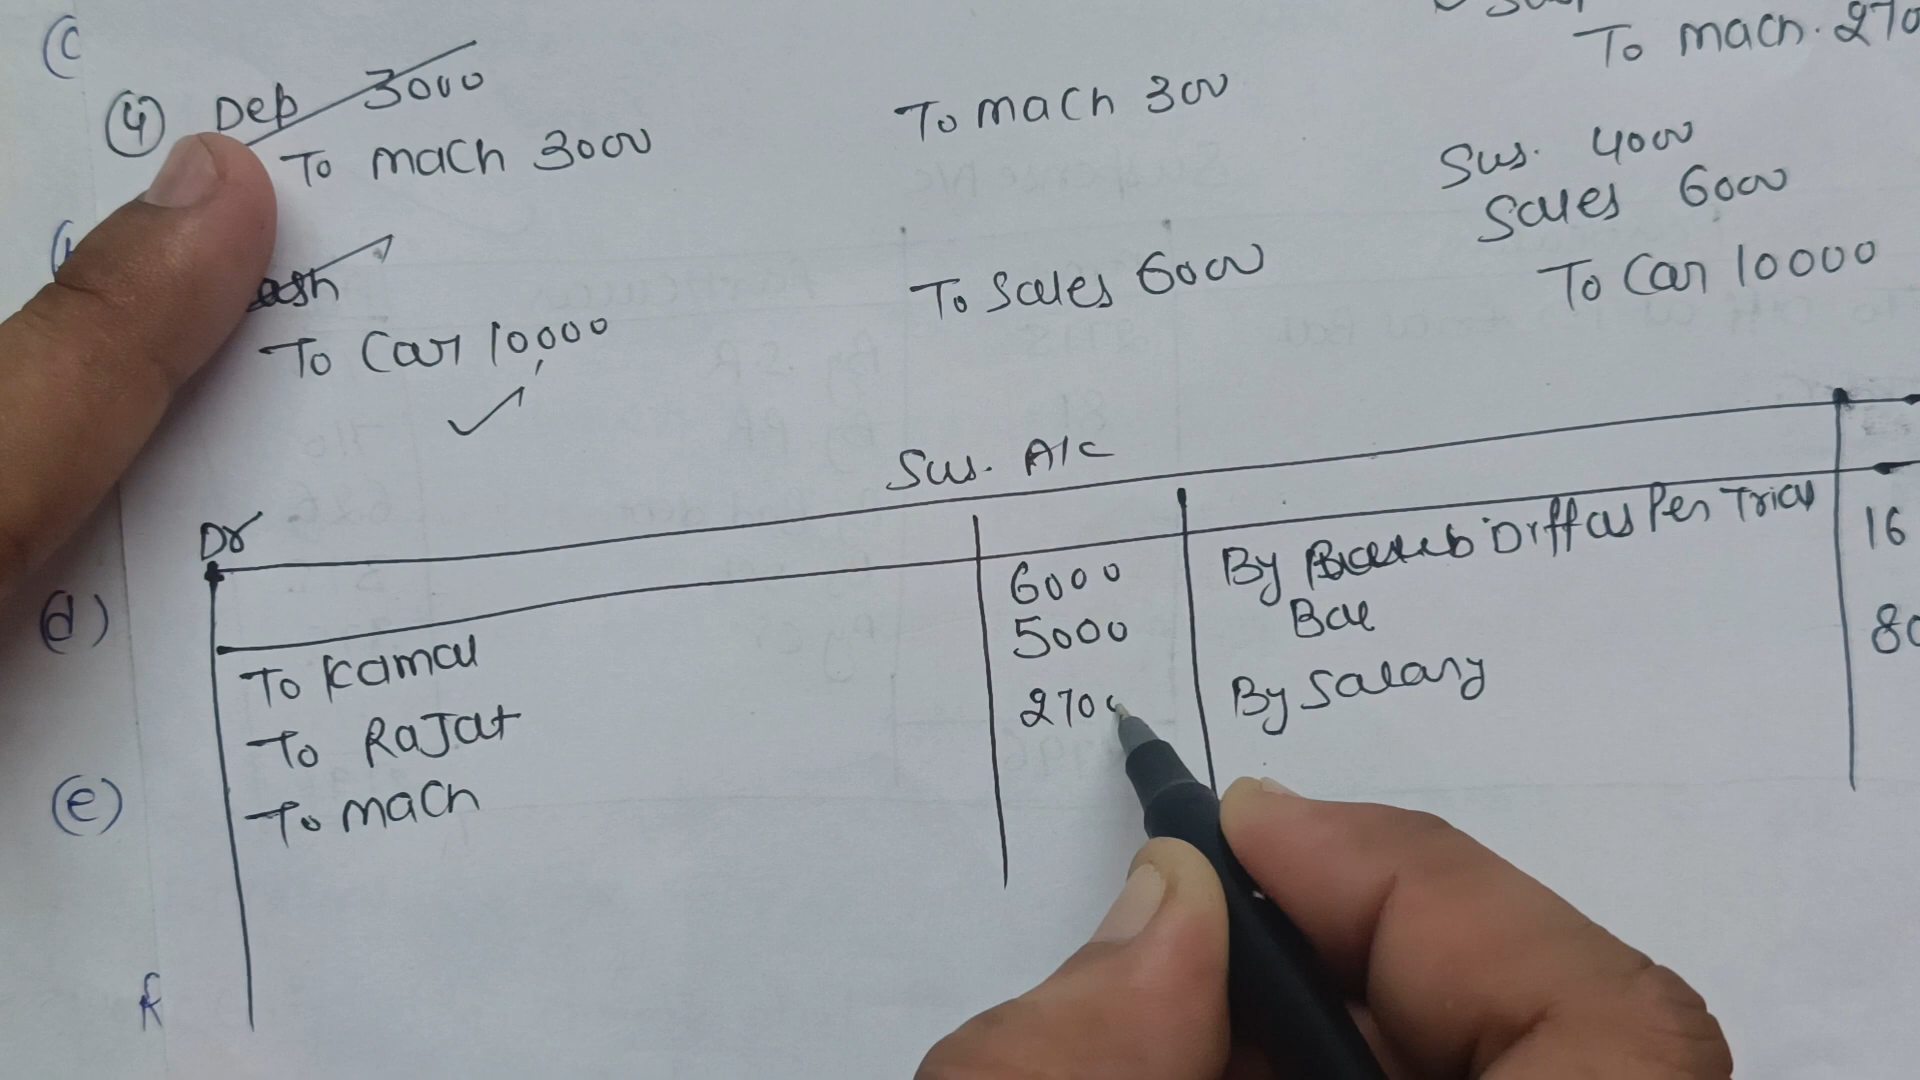 (C
To mach. 270
(4) Dep 3000
To mach 3000
To mach 300
Sus. 4000
Sales 6000
To Car 10000
To Car 10,000
To Sales 6000
Sus. A/c
Dr
6000
By Diff as Per Trial
Bal
16
(d)
To Kamal
5000
80
To Rajat
270
By Salary
(e)
To mach
f